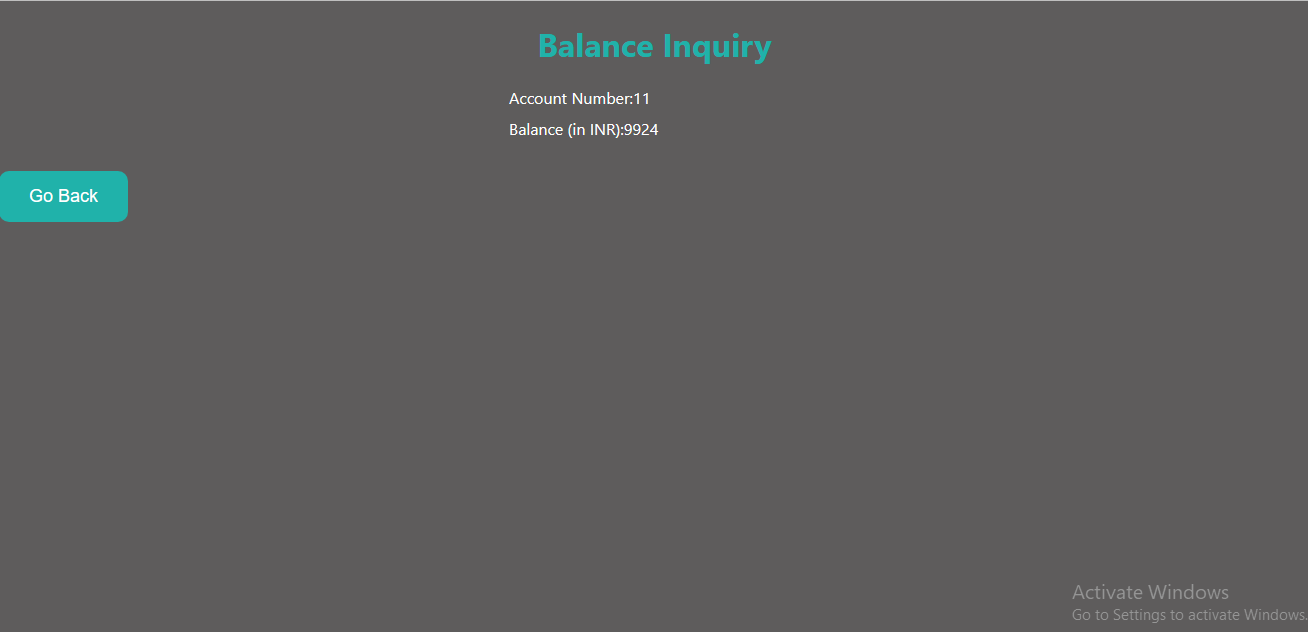 Balance Inquiry
Account Number:11
Balance (in INR):9924
Go Back
Activate Windows
Go to Settings to activate Windows.